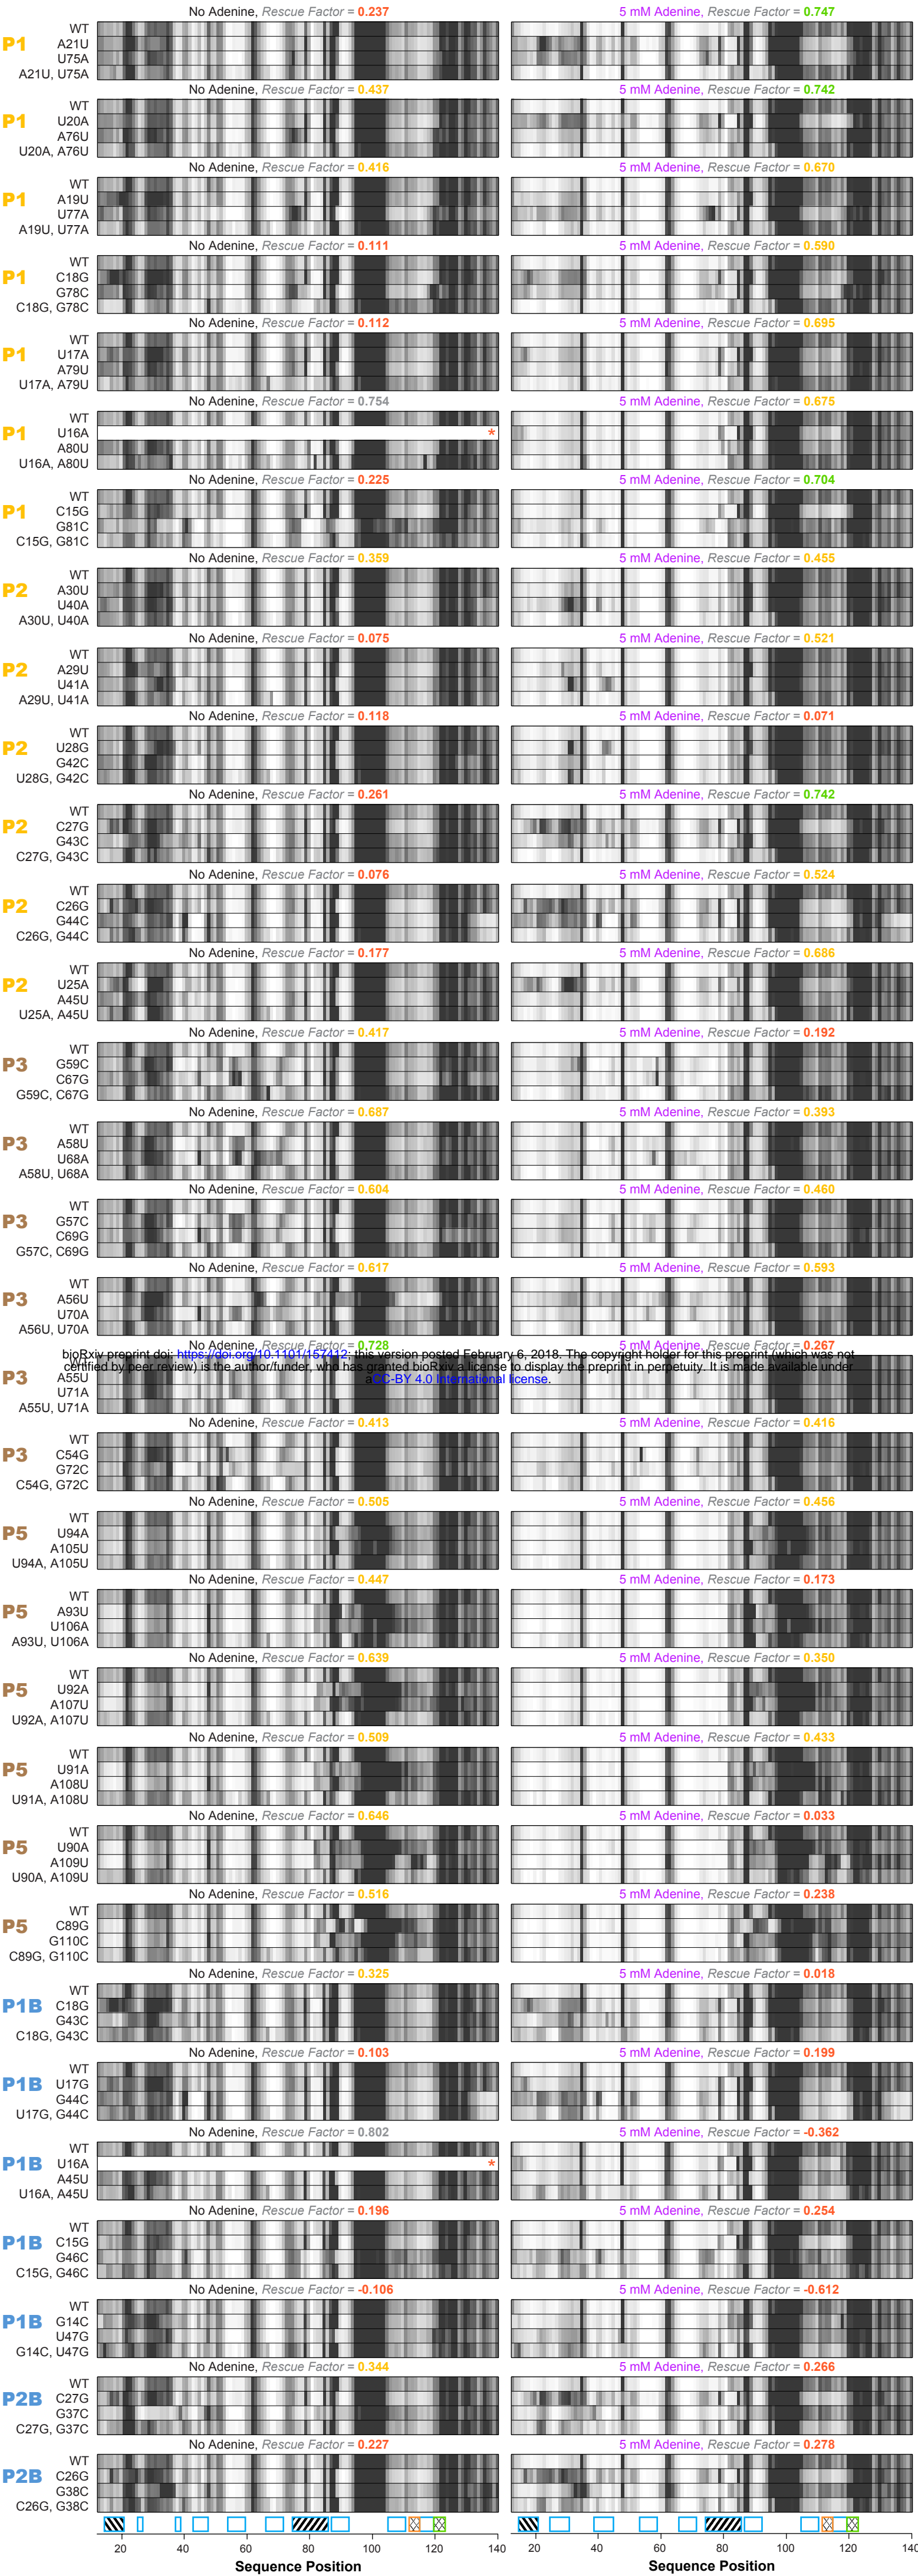 No Adenine, Rescue Factor = 0.237 5 mM Adenine, Rescue Factor = 0.747
WT
P1 A21U
U75A
A21U, U75A
No Adenine, Rescue Factor = 0.437 5 mM Adenine, Rescue Factor = 0.742
WT
P1 U20A
A76U
U20A, A76U
No Adenine, Rescue Factor = 0.416 5 mM Adenine, Rescue Factor = 0.670
WT
P1 A19U
U77A
A19U, U77A
No Adenine, Rescue Factor = 0.111 5 mM Adenine, Rescue Factor = 0.590
WT
P1 C18G
G78C
C18G, G78C
No Adenine, Rescue Factor = 0.112 5 mM Adenine, Rescue Factor = 0.695
WT
P1 U17A
A79U
U17A, A79U
No Adenine, Rescue Factor = 0.754 5 mM Adenine, Rescue Factor = 0.675
WT
P1 U16A *
A80U
U16A, A80U
No Adenine, Rescue Factor = 0.225 5 mM Adenine, Rescue Factor = 0.704
WT
P1 C15G
G81C
C15G, G81C
No Adenine, Rescue Factor = 0.359 5 mM Adenine, Rescue Factor = 0.455
WT
P2 A30U
U40A
A30U, U40A
No Adenine, Rescue Factor = 0.075 5 mM Adenine, Rescue Factor = 0.521
WT
P2 A29U
U41A
A29U, U41A
No Adenine, Rescue Factor = 0.118 5 mM Adenine, Rescue Factor = 0.071
WT
P2 U28G
G42C
U28G, G42C
No Adenine, Rescue Factor = 0.261 5 mM Adenine, Rescue Factor = 0.742
WT
P2 C27G
G43C
C27G, G43C
No Adenine, Rescue Factor = 0.076 5 mM Adenine, Rescue Factor = 0.524
WT
P2 C26G
G44C
C26G, G44C
No Adenine, Rescue Factor = 0.177 5 mM Adenine, Rescue Factor = 0.686
WT
P2 U25A
A45U
U25A, A45U
No Adenine, Rescue Factor = 0.417 5 mM Adenine, Rescue Factor = 0.192
WT
P3 G59C
C67G
G59C, C67G
No Adenine, Rescue Factor = 0.687 5 mM Adenine, Rescue Factor = 0.393
WT
P3 A58U
U68A
A58U, U68A
No Adenine, Rescue Factor = 0.604 5 mM Adenine, Rescue Factor = 0.460
WT
P3 G57C
C69G
G57C, C69G
No Adenine, Rescue Factor = 0.617 5 mM Adenine, Rescue Factor = 0.593
WT
P3 A56U
U70A
A56U, U70A
No Adenine, Rescue Factor = 0.728 5 mM Adenine, Rescue Factor = 0.267
bioRxiv preprint doi: https://doi.org/10.1101/157412; this version posted February 6, 2018. The copyright holder for this preprint (which was not
certified by peer review) is the author/funder, who has granted bioRxiv a license to display the preprint in perpetuity. It is made available under
aCC-BY 4.0 International license.
WT
P3 A55U
U71A
A55U, U71A
No Adenine, Rescue Factor = 0.413 5 mM Adenine, Rescue Factor = 0.416
WT
P3 C54G
G72C
C54G, G72C
No Adenine, Rescue Factor = 0.505 5 mM Adenine, Rescue Factor = 0.456
WT
P5 U94A
A105U
U94A, A105U
No Adenine, Rescue Factor = 0.447 5 mM Adenine, Rescue Factor = 0.173
WT
P5 A93U
U106A
A93U, U106A
No Adenine, Rescue Factor = 0.639 5 mM Adenine, Rescue Factor = 0.350
WT
P5 U92A
A107U
U92A, A107U
No Adenine, Rescue Factor = 0.509 5 mM Adenine, Rescue Factor = 0.433
WT
P5 U91A
A108U
U91A, A108U
No Adenine, Rescue Factor = 0.646 5 mM Adenine, Rescue Factor = 0.033
WT
P5 U90A
A109U
U90A, A109U
No Adenine, Rescue Factor = 0.516 5 mM Adenine, Rescue Factor = 0.238
WT
P5 C89G
G110C
C89G, G110C
No Adenine, Rescue Factor = 0.325 5 mM Adenine, Rescue Factor = 0.018
WT
P1B C18G
G43C
C18G, G43C
No Adenine, Rescue Factor = 0.103 5 mM Adenine, Rescue Factor = 0.199
WT
P1B U17G
G44C
U17G, G44C
No Adenine, Rescue Factor = 0.802 5 mM Adenine, Rescue Factor = -0.362
WT
P1B U16A *
A45U
U16A, A45U
No Adenine, Rescue Factor = 0.196 5 mM Adenine, Rescue Factor = 0.254
WT
P1B C15G
G46C
C15G, G46C
No Adenine, Rescue Factor = -0.106 5 mM Adenine, Rescue Factor = -0.612
WT
P1B G14C
U47G
G14C, U47G
No Adenine, Rescue Factor = 0.344 5 mM Adenine, Rescue Factor = 0.266
WT
P2B C27G
G37C
C27G, G37C
No Adenine, Rescue Factor = 0.227 5 mM Adenine, Rescue Factor = 0.278
WT
P2B C26G
G38C
C26G, G38C
20 40 60 80 100 120 140 20 40 60 80 100 120 140
Sequence Position Sequence Position